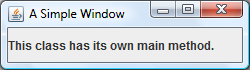 A Simple Window
This class has its own main method.